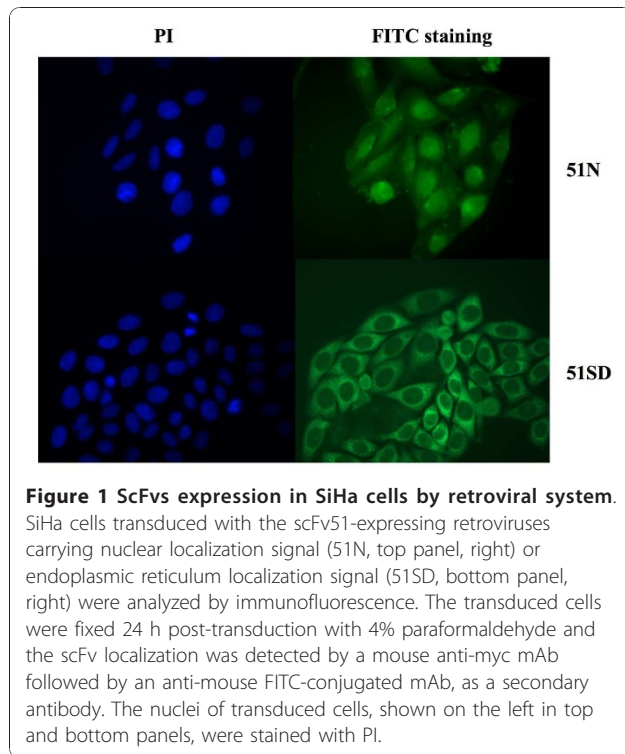 PI
FITC staining
51N
51SD
Figure 1 ScFvs expression in SiHa cells by retroviral system.
SiHa cells transduced with the scFv51-expressing retroviruses
carrying nuclear localization signal (51N, top panel, right) or
endoplasmic reticulum localization signal (51SD, bottom panel,
right) were analyzed by immunofluorescence. The transduced cells
were fixed 24 h post-transduction with 4% paraformaldehyde and
the scFv localization was detected by a mouse anti-myc mAb
followed by an anti-mouse FITC-conjugated mAb, as a secondary
antibody. The nuclei of transduced cells, shown on the left in top
and bottom panels, were stained with PI.